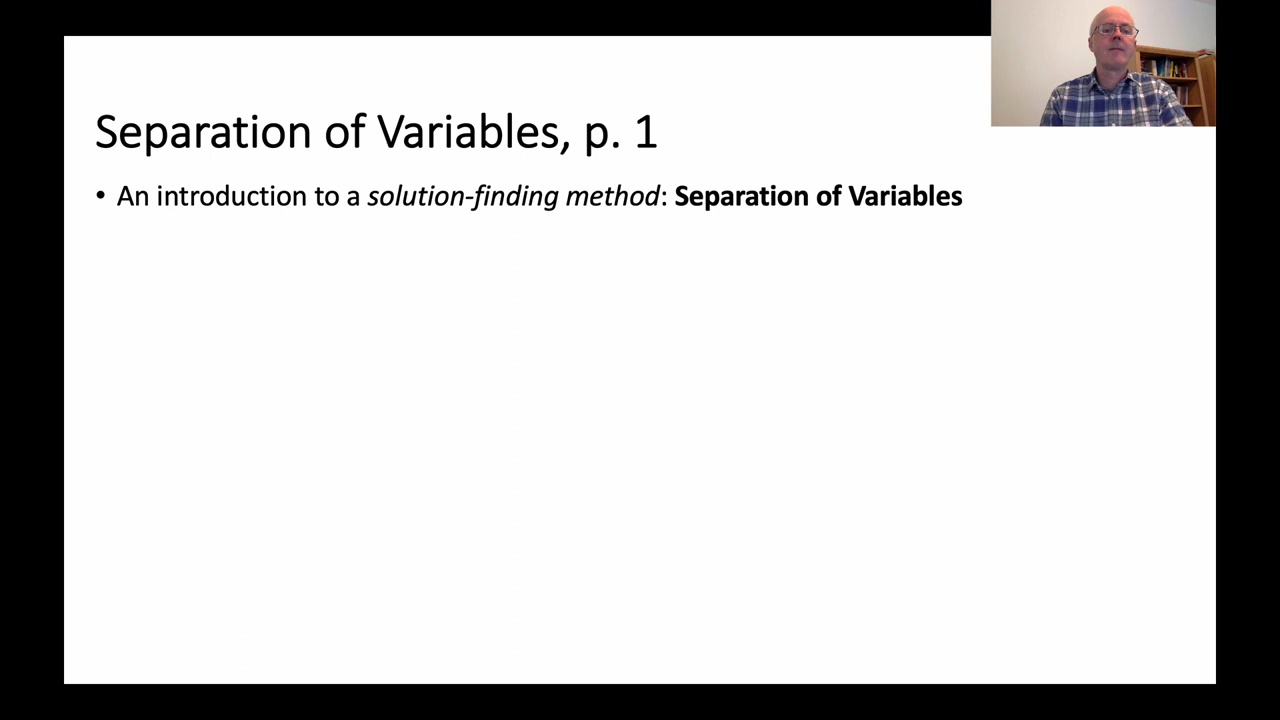 Separation of Variables, p. 1
• An introduction to a solution-finding method: Separation of Variables